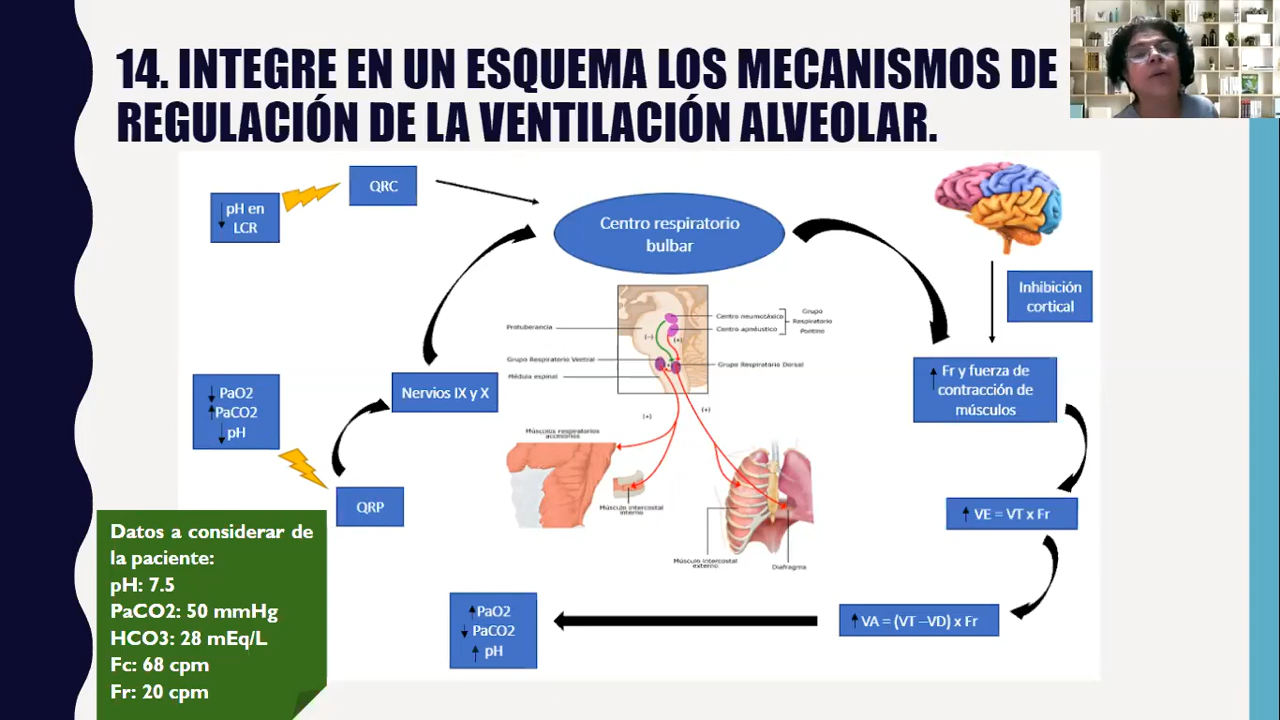 14. INTEGRE EN UN ESQUEMA LOS MECANISMOS DE
REGULACIÓN DE LA VENTILACIÓN ALVEOLAR.
QRC
pH en
LCR
Centro respiratorio
bulbar
Inhibición
cortical
Protuberancia
Centro neumotáxico
Centro apnéustico
Grupo
Respiratorio
Pontino
(-)
(+)
Grupo Respiratorio Ventral
Grupo Respiratorio Dorsal
Médula espinal
↓ PaO2
↑ PaCO2
↓ pH
Nervios IX y X
↑ Fr y fuerza de
contracción de
músculos
(+)
(+)
Músculos respiratorios
accesorios
Músculo intercostal
interno
Músculo intercostal
externo
Diafragma
QRP
↑ VE = VT x Fr
Datos a considerar de
la paciente:
pH: 7.5
PaCO2: 50 mmHg
HCO3: 28 mEq/L
Fc: 68 cpm
Fr: 20 cpm
↑ PaO2
↓ PaCO2
↑ pH
↑ VA = (VT –VD) x Fr